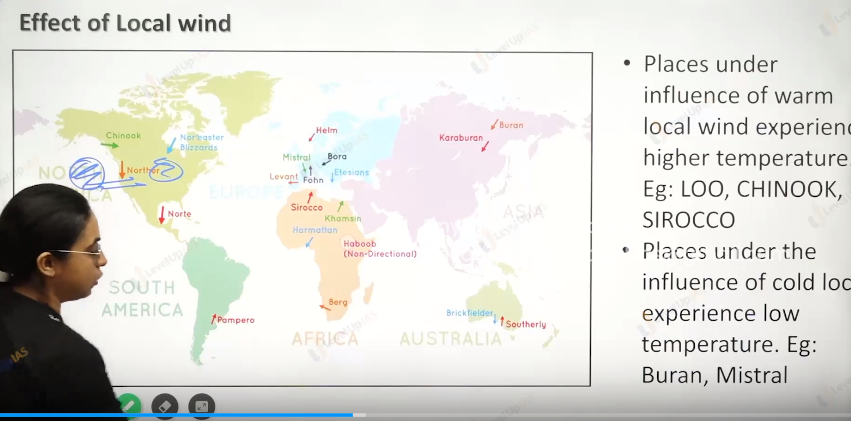 Effect of Local wind
Chinook
Nor'easter
Blizzards
Norther
Norte
SOUTH
AMERICA
Pampero
EUROPE
Helm
Mistral
Bora
Levant
Fohn
Etesians
Sirocco
Khamsin
Harmattan
Haboob
(Non-Directional)
Berg
AFRICA
Karaburan
Buran
ASIA
Brickfielder
Southerly
AUSTRALIA
• Places under
influence of warm
local wind experienc
higher temperature
Eg: LOO, CHINOOK,
SIROCCO
• Places under the
influence of cold loc
experience low
temperature. Eg:
Buran, Mistral
LevelUp IAS